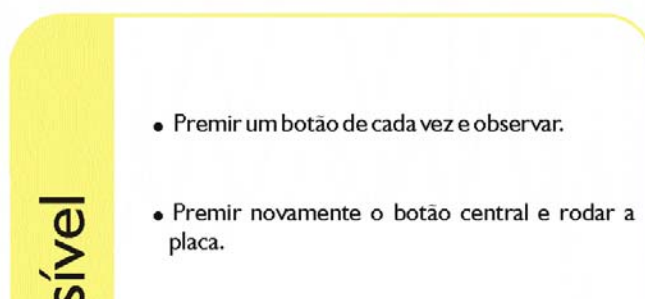 • Premir um botão de cada vez e observar.
• Premir novamente o botão central e rodar a
placa.
sível